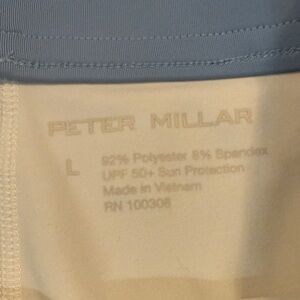 PETER MILLAR
L
92% Polyester 8% Spandex
UPF 50+ Sun Protection
Made in Vietnam
RN 100308